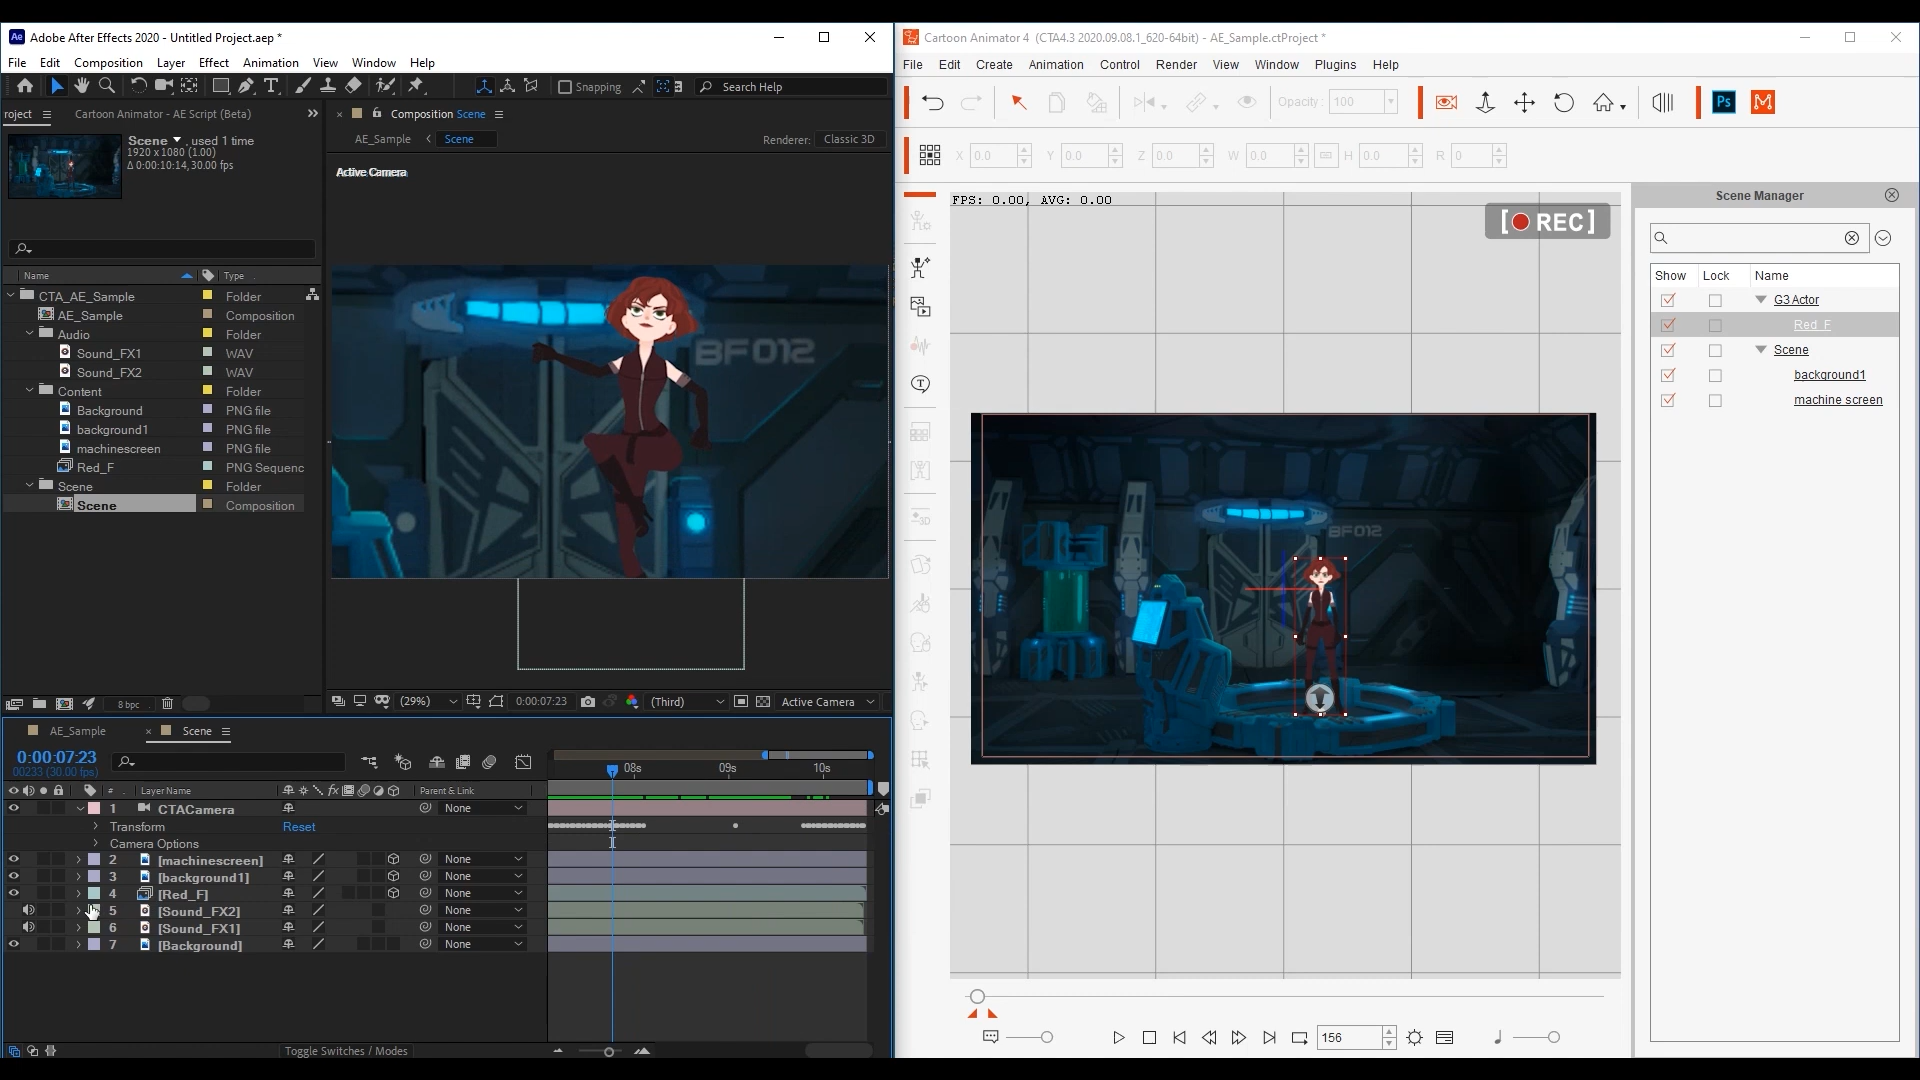 Ae Adobe After Effects 2020 - Untitled Project.aep *
File Edit Composition Layer Effect Animation View Window Help
Snapping
Search Help
roject
Cartoon Animator - AE Script (Beta)
Scene , used 1 time
1920 x 1080 (1.00)
Δ 0:00:10:14, 30.00 fps
Name Type
CTA_AE_Sample Folder
AE_Sample Composition
Audio Folder
Sound_FX1 WAV
Sound_FX2 WAV
Content Folder
Background PNG file
background1 PNG file
machinescreen PNG file
Red_F PNG Sequenc
Scene Folder
Scene Composition
8 bpc
Composition Scene
AE_Sample Scene
Renderer: Classic 3D
Active Camera
BF012
(29%) 0:00:07:23 (Third) Active Camera
AE_Sample Scene
0:00:07:23
00233 (30.00 fps)
08s 09s 10s
# Layer Name fx Parent & Link
1 CTACamera None
Transform Reset
Camera Options
2 [machinescreen] None
3 [background1] None
4 [Red_F] None
5 [Sound_FX2] None
6 [Sound_FX1] None
7 [Background] None
Toggle Switches / Modes
Cartoon Animator 4 (CTA4.3 2020.09.08.1_620-64bit) - AE_Sample.ctProject *
File Edit Create Animation Control Render View Window Plugins Help
Opacity : 100
Ps
X 0.0 Y 0.0 Z 0.0 W 0.0 H 0.0 R 0
FPS: 0.00, AVG: 0.00
[REC]
T
3D
BF012
156
Scene Manager
Show Lock Name
G3 Actor
Red_F
Scene
background1
machine screen